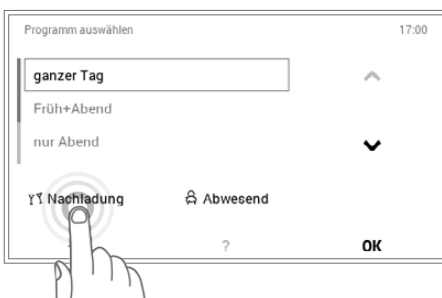 Programm auswählen 17:00
ganzer Tag
Früh+Abend
nur Abend
Nachladung Abwesend
? OK